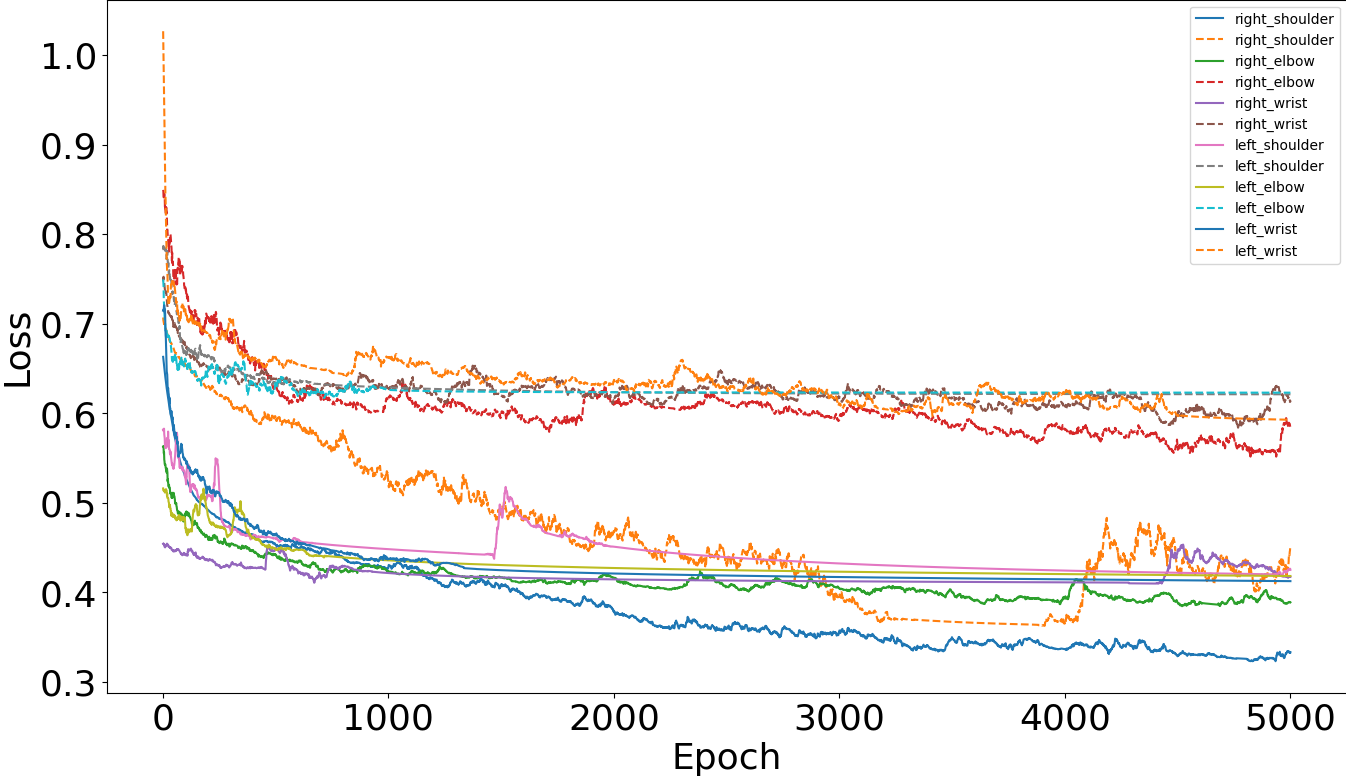 Loss
1.0
0.9
0.8
0.7
0.6
0.5
0.4
0.3
right_shoulder
right_shoulder
right_elbow
right_elbow
right_wrist
right_wrist
left_shoulder
left_shoulder
left_elbow
left_elbow
left_wrist
left_wrist
0 1000 2000 3000 4000 5000
Epoch